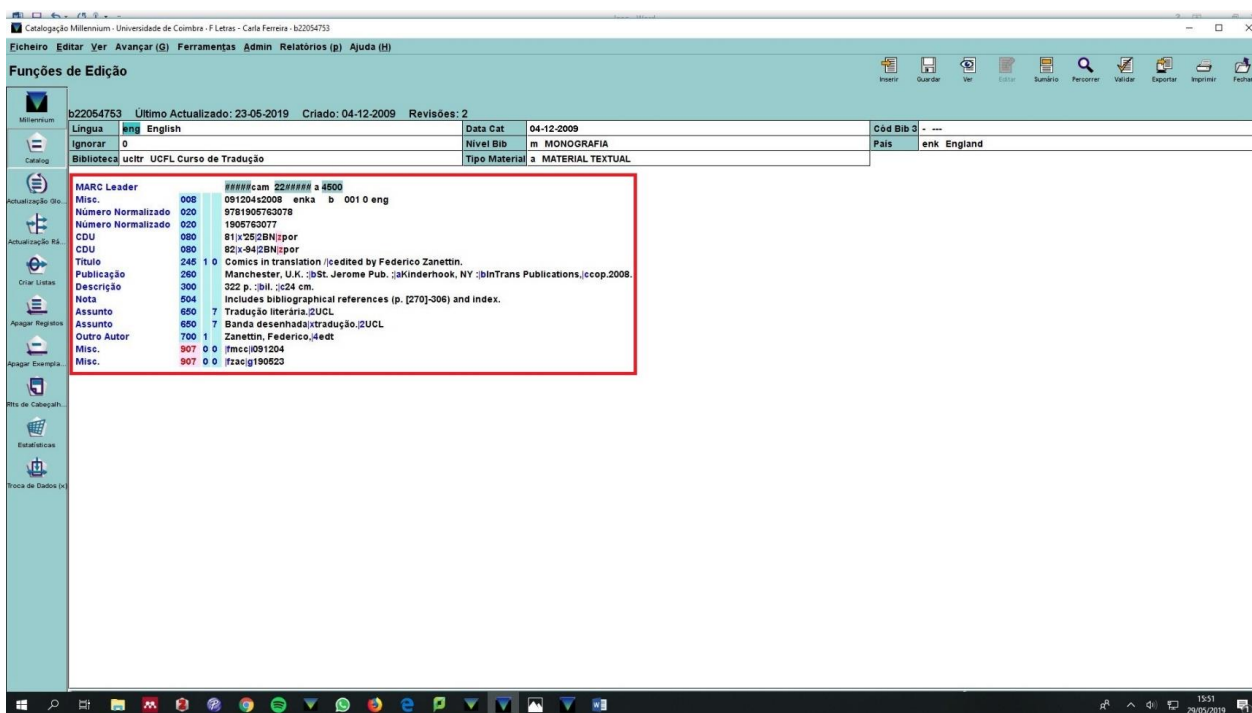 Catalogação Millennium - Universidade de Coimbra - F Letras - Carla Ferreira - b22054753
Ficheiro Editar Ver Avançar (G) Ferramentas Admin Relatórios (p) Ajuda (H)
Funções de Edição
Inserir Guardar Ver Editar Sumário Percorrer Validar Exportar Imprimir Fechar
Millennium
b22054753 Último Actualizado: 23-05-2019 Criado: 04-12-2009 Revisões: 2
Língua eng English Data Cat 04-12-2009 Cód Bib 3 - ---
Ignorar 0 Nível Bib m MONOGRAFIA País enk England
Biblioteca ucltr UCFL Curso de Tradução Tipo Material a MATERIAL TEXTUAL
Catalog
Actualização Glo...
Actualização Rá...
Criar Listas
Apagar Registos
Apagar Exempla...
Rlts de Cabeçalh...
Estatísticas
Troca de Dados (x)
MARC Leader #####cam 22##### a 4500
Misc. 008 091204s2008 enka b 001 0 eng
Número Normalizado 020 9781905763078
Número Normalizado 020 1905763077
CDU 080 81|x'25|2BN|zpor
CDU 080 82|x-94|2BN|zpor
Título 245 1 0 Comics in translation /|cedited by Federico Zanettin.
Publicação 260 Manchester, U.K. :|bSt. Jerome Pub. ;|aKinderhook, NY :|bInTrans Publications,|ccop.2008.
Descrição 300 322 p. :|bil. ;|c24 cm.
Nota 504 Includes bibliographical references (p. [270]-306) and index.
Assunto 650 7 Tradução literária.|2UCL
Assunto 650 7 Banda desenhada|xtradução.|2UCL
Outro Autor 700 1 Zanettin, Federico,|4edt
Misc. 907 0 0 |fmcc|i091204
Misc. 907 0 0 |fzac|g190523
15:51
29/05/2019